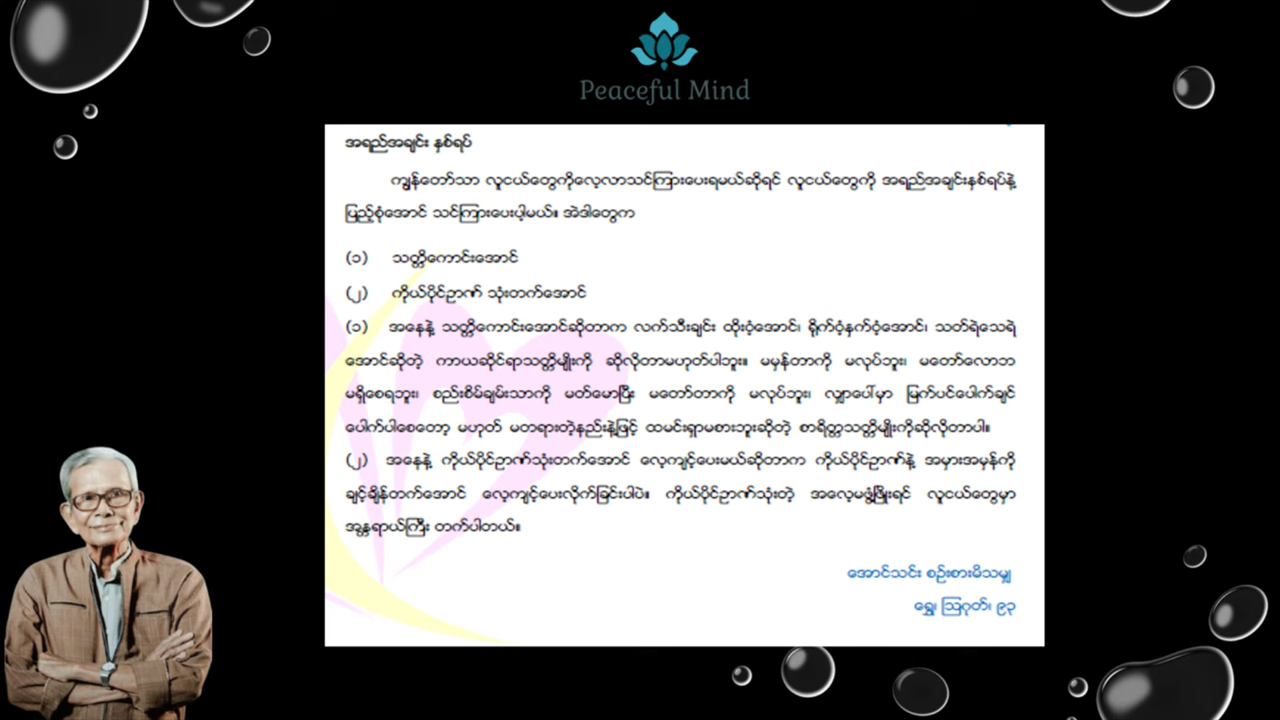 Peaceful Mind
အရည်အချင်း နှစ်ရပ်
ကျွန်တော်သာ လူငယ်တွေကိုလေ့လာသင်ကြားပေးရမယ်ဆိုရင် လူငယ်တွေကို အရည်အချင်းနှစ်ရပ်နဲ့
ပြည့်စုံအောင် သင်ကြားပေးပါ့မယ်။ အဲဒါတွေက
(၁) သတ္တိကောင်းအောင်
(၂) ကိုယ်ပိုင်ဉာဏ် သုံးတက်အောင်
(၁) အနေနဲ့ သတ္တိကောင်းအောင်ဆိုတာက လက်သီးချင်း ထိုးဝံ့အောင်၊ ရိုက်ဝံ့နှက်ဝံ့အောင်၊ သတ်ရဲသေရဲ
အောင်ဆိုတဲ့ ကာယဆိုင်ရာသတ္တိမျိုးကို ဆိုလိုတာမဟုတ်ပါဘူး။ မမှန်တာကို မလုပ်ဘူး၊ မတော်လောဘ
မရှိစေရဘူး၊ စည်းစိမ်ချမ်းသာကို မတ်မောပြီး မတော်တာကို မလုပ်ဘူး၊ လျှာပေါ်မှာ မြက်ပင်ပေါက်ချင်
ပေါက်ပါစေတော့ မဟုတ် မတရားတဲ့နည်းနဲ့ဖြင့် ထမင်းရှာမစားဘူးဆိုတဲ့ စာရိတ္တသတ္တိမျိုးကိုဆိုလိုတာပါ။
(၂) အနေနဲ့ ကိုယ်ပိုင်ဉာဏ်သုံးတက်အောင် လေ့ကျင့်ပေးမယ်ဆိုတာက ကိုယ်ပိုင်ဉာဏ်နဲ့ အမှားအမှန်ကို
ချင့်ချိန်တက်အောင် လေ့ကျင့်ပေးလိုက်ခြင်းပါပဲ။ ကိုယ်ပိုင်ဉာဏ်သုံးတဲ့ အလေ့မဖွံ့ဖြိုးရင် လူငယ်တွေမှာ
အန္တရာယ်ကြီး တက်ပါတယ်။
အောင်သင်း စဉ်းစားမိသမျှ
ရွှေ၊ ဩဂုတ်၊ ၉၃